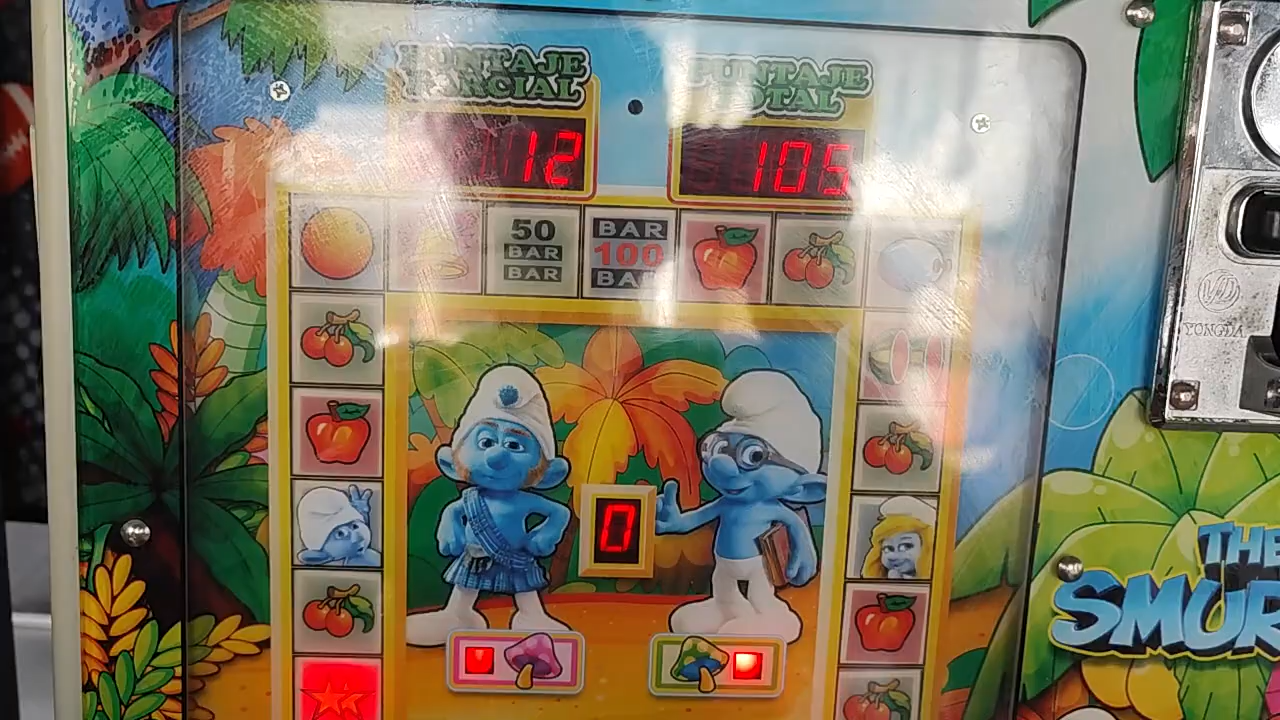 PUNTAJE PARCIAL
PUNTAJE TOTAL
12
105
50
BAR
BAR
BAR
100
BAR
0
YONGDA
THE
SMUR